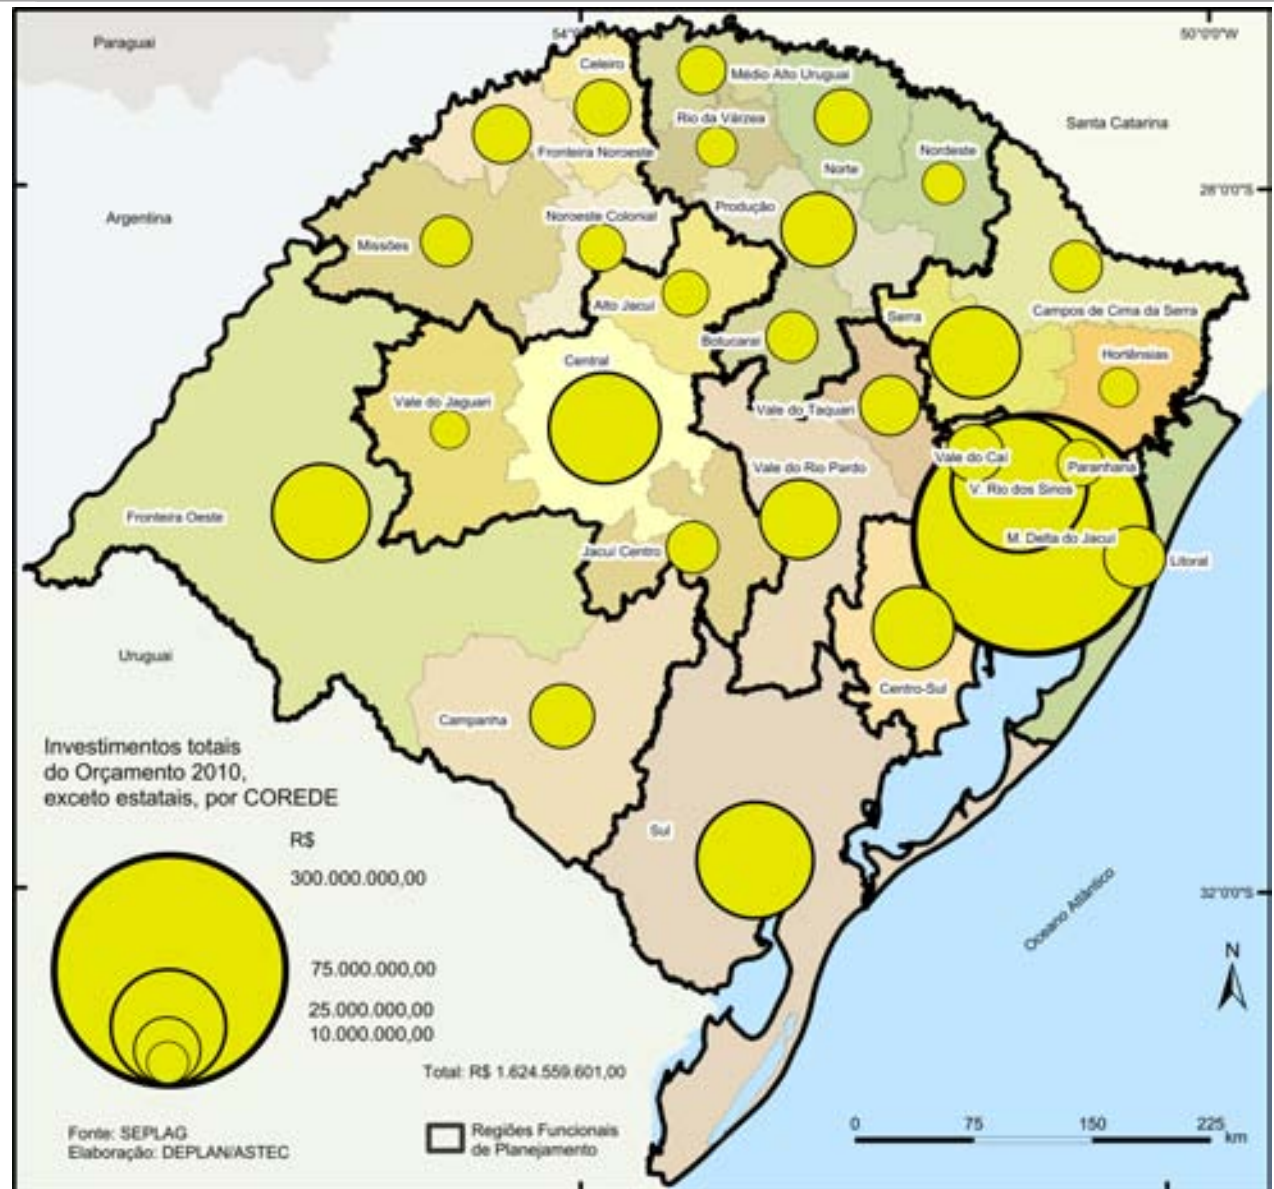 Paraguai
54°0'0"W
50°0'0"W
Celeiro
Médio Alto Uruguai
Santa Catarina
Rio da Várzea
Fronteira Noroeste
Nordeste
Norte
28°0'0"S
Argentina
Noroeste Colonial
Produção
Missões
Alto Jacuí
Campos de Cima da Serra
Serra
Botucaraí
Hortênsias
Central
Vale do Jaguari
Vale do Taquari
Vale do Caí
Paranhana
Vale do Rio Pardo
V. Rio dos Sinos
Fronteira Oeste
M. Delta do Jacuí
Jacuí Centro
Litoral
Uruguai
Centro-Sul
Campanha
Sul
Investimentos totais
do Orçamento 2010,
exceto estatais, por COREDE
R$
300.000.000,00
75.000.000,00
25.000.000,00
10.000.000,00
Total: R$ 1.624.559.601,00
Oceano Atlântico
32°0'0"S
N
Fonte: SEPLAG
Elaboração: DEPLAN/ASTEC
Regiões Funcionais
de Planejamento
0 75 150 225
km